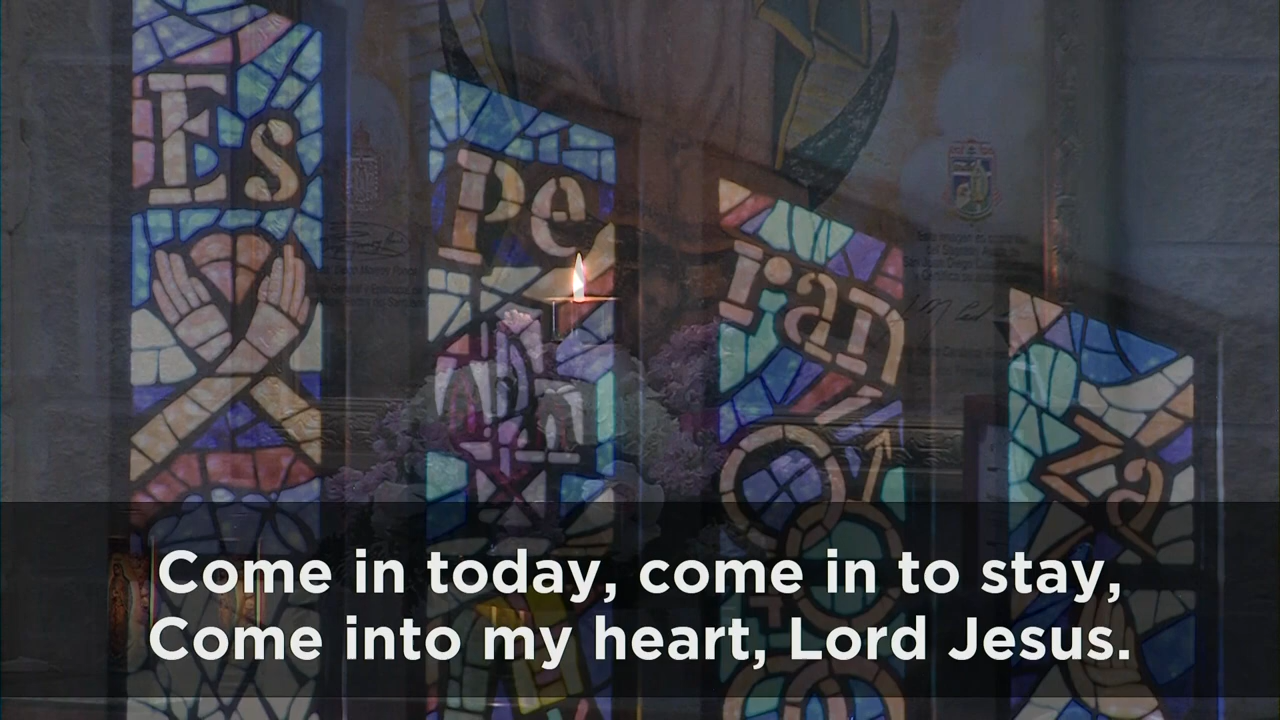 Es
pe
ran
za
Come in today, come in to stay,
Come into my heart, Lord Jesus.